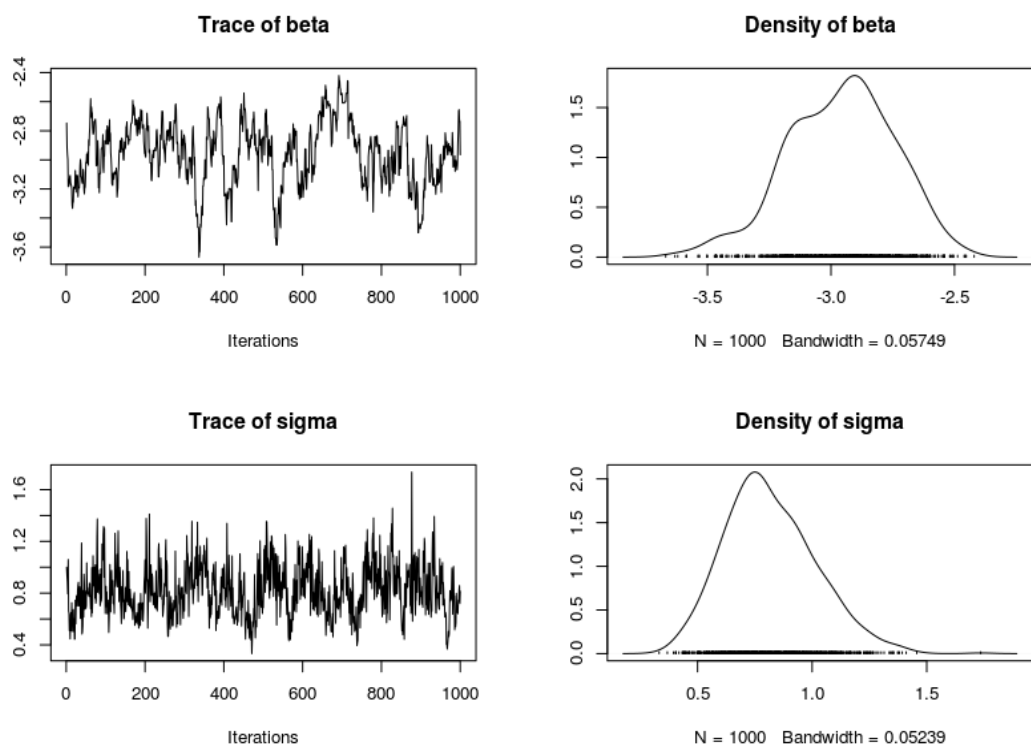 Trace of beta
-2.4
-2.8
-3.2
-3.6
0 200 400 600 800 1000
Iterations
Density of beta
1.5
1.0
0.5
0.0
-3.5 -3.0 -2.5
N = 1000 Bandwidth = 0.05749
Trace of sigma
1.6
1.2
0.8
0.4
0 200 400 600 800 1000
Iterations
Density of sigma
2.0
1.5
1.0
0.5
0.0
0.5 1.0 1.5
N = 1000 Bandwidth = 0.05239